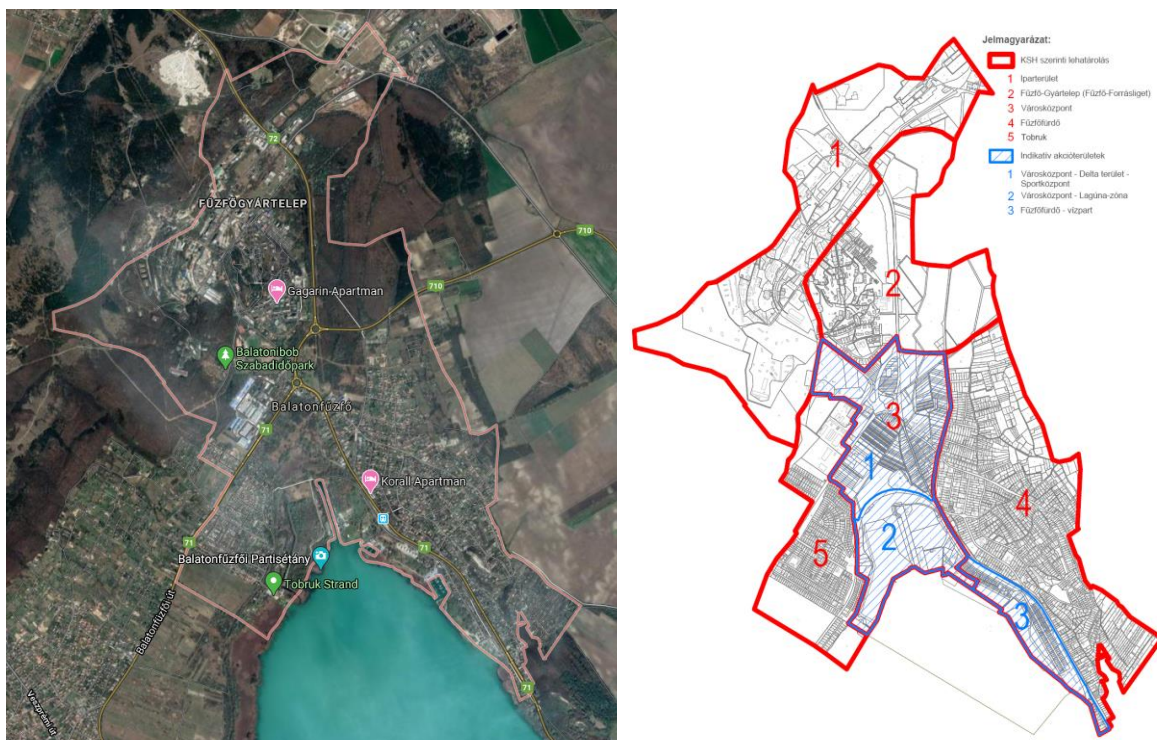 72
FŰZFŐGYÁRTELEP
710
710
Gagarin-Apartman
Balatonibob
Szabadidőpark
Balatonfűzfő
71
Korall Apartman
71
71
Balatonfűzfői Partisétány
Tobruk Strand
Balatonfűzfői út
Veszprémi út
71
Jelmagyarázat:
KSH szerinti lehatárolás
1 Iparterület
2 Fűzfő-Gyártelep (Fűzfő-Forrásliget)
3 Városközpont
4 Fűzfőfürdő
5 Tobruk
Indikatív akcióterületek
1 Városközpont - Delta terület -
Sportközpont
2 Városközpont - Lagúna-zóna
3 Fűzfőfürdő - vízpart
1
2
3
1
4
2
5
3